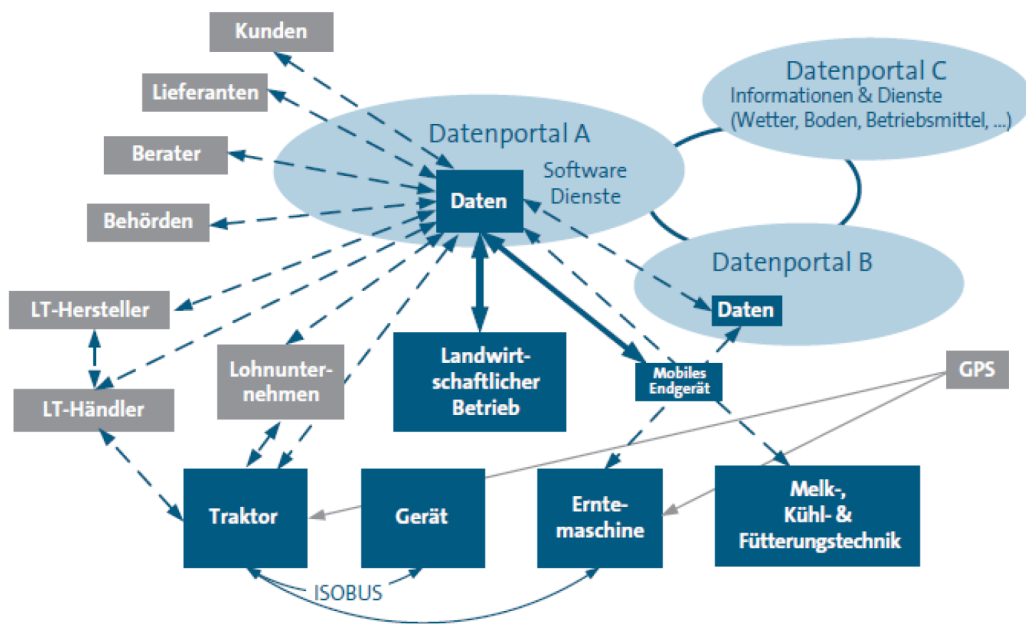 Kunden
Lieferanten
Berater
Behörden
Datenportal A
Software
Dienste
Daten
Datenportal C
Informationen & Dienste
(Wetter, Boden, Betriebsmittel, ...)
Datenportal B
Daten
LT-Hersteller
LT-Händler
Lohnunter-
nehmen
Landwirt-
schaftlicher
Betrieb
Mobiles
Endgerät
GPS
Traktor
Gerät
Ernte-
maschine
Melk-,
Kühl- &
Fütterungstechnik
ISOBUS